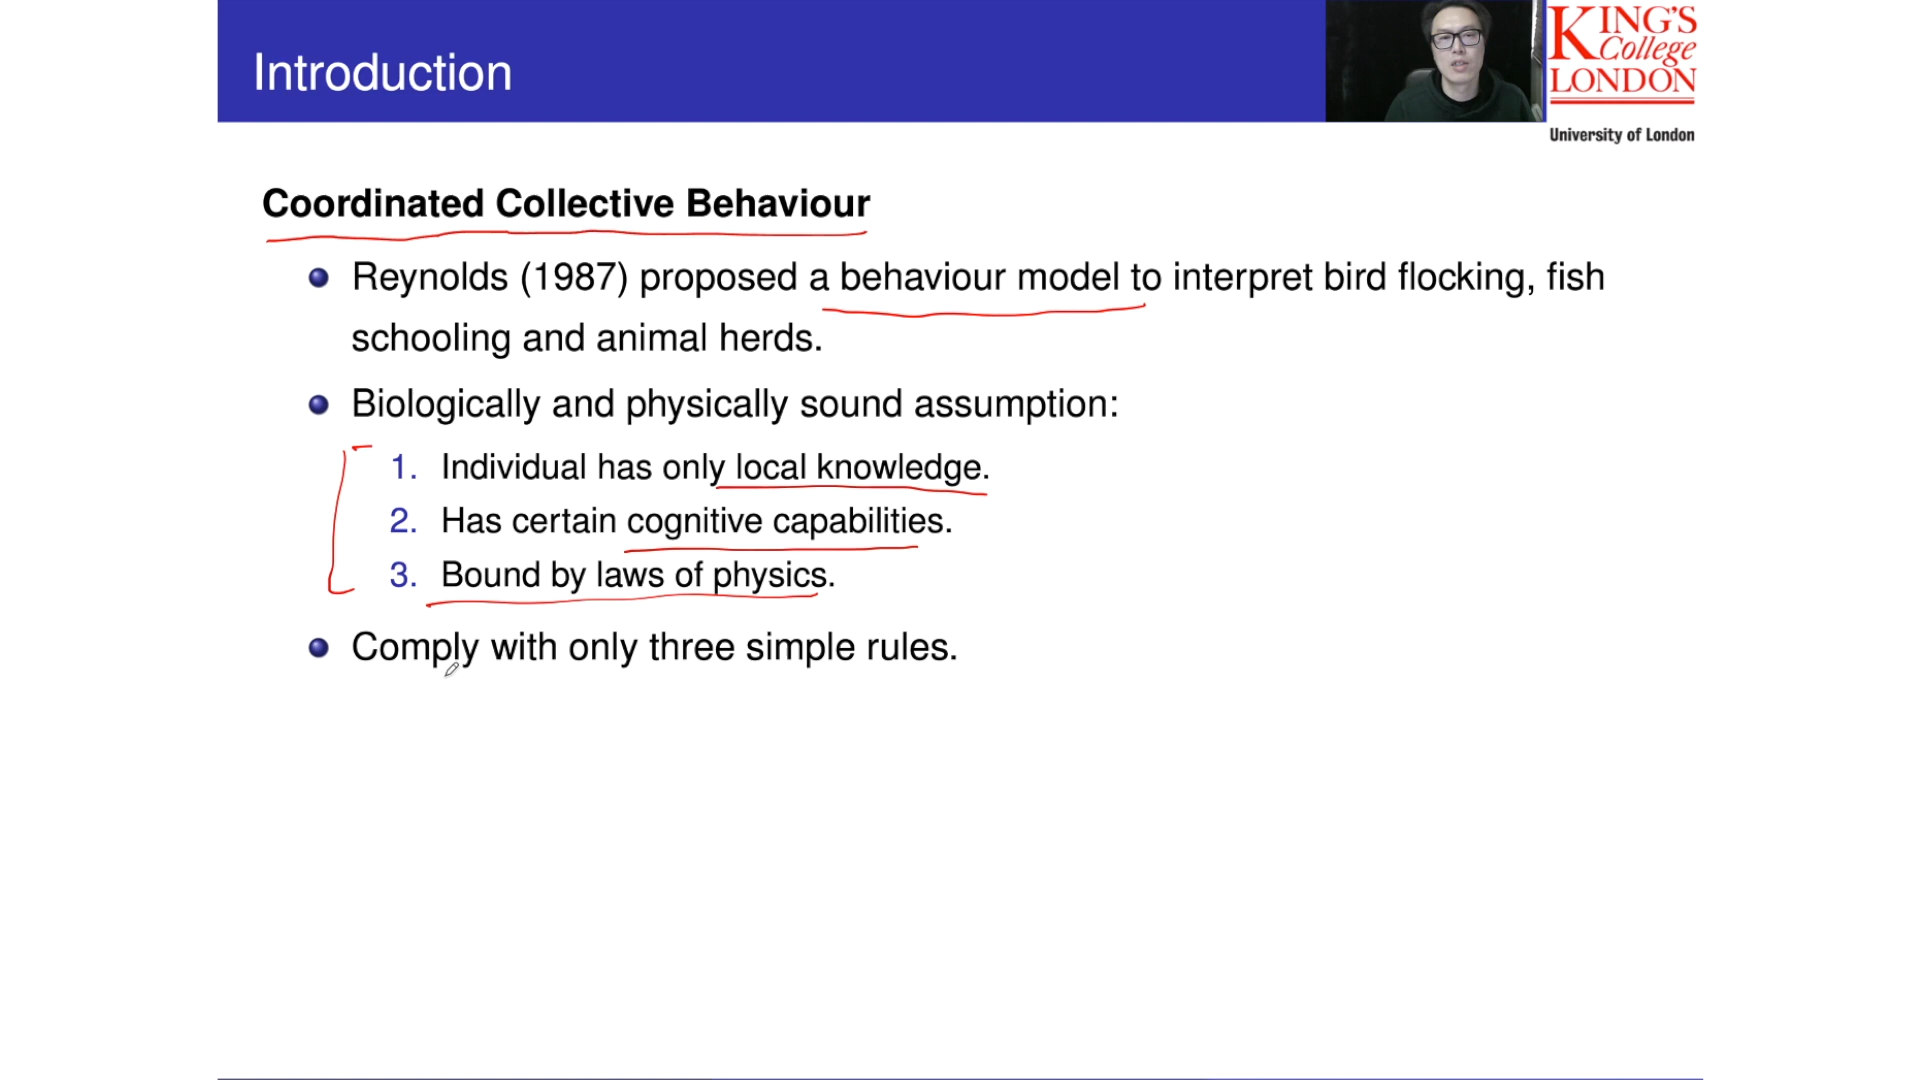 Introduction
KING'S
College
LONDON
University of London
Coordinated Collective Behaviour
Reynolds (1987) proposed a behaviour model to interpret bird flocking, fish
schooling and animal herds.
Biologically and physically sound assumption:
1. Individual has only local knowledge.
2. Has certain cognitive capabilities.
3. Bound by laws of physics.
Comply with only three simple rules.